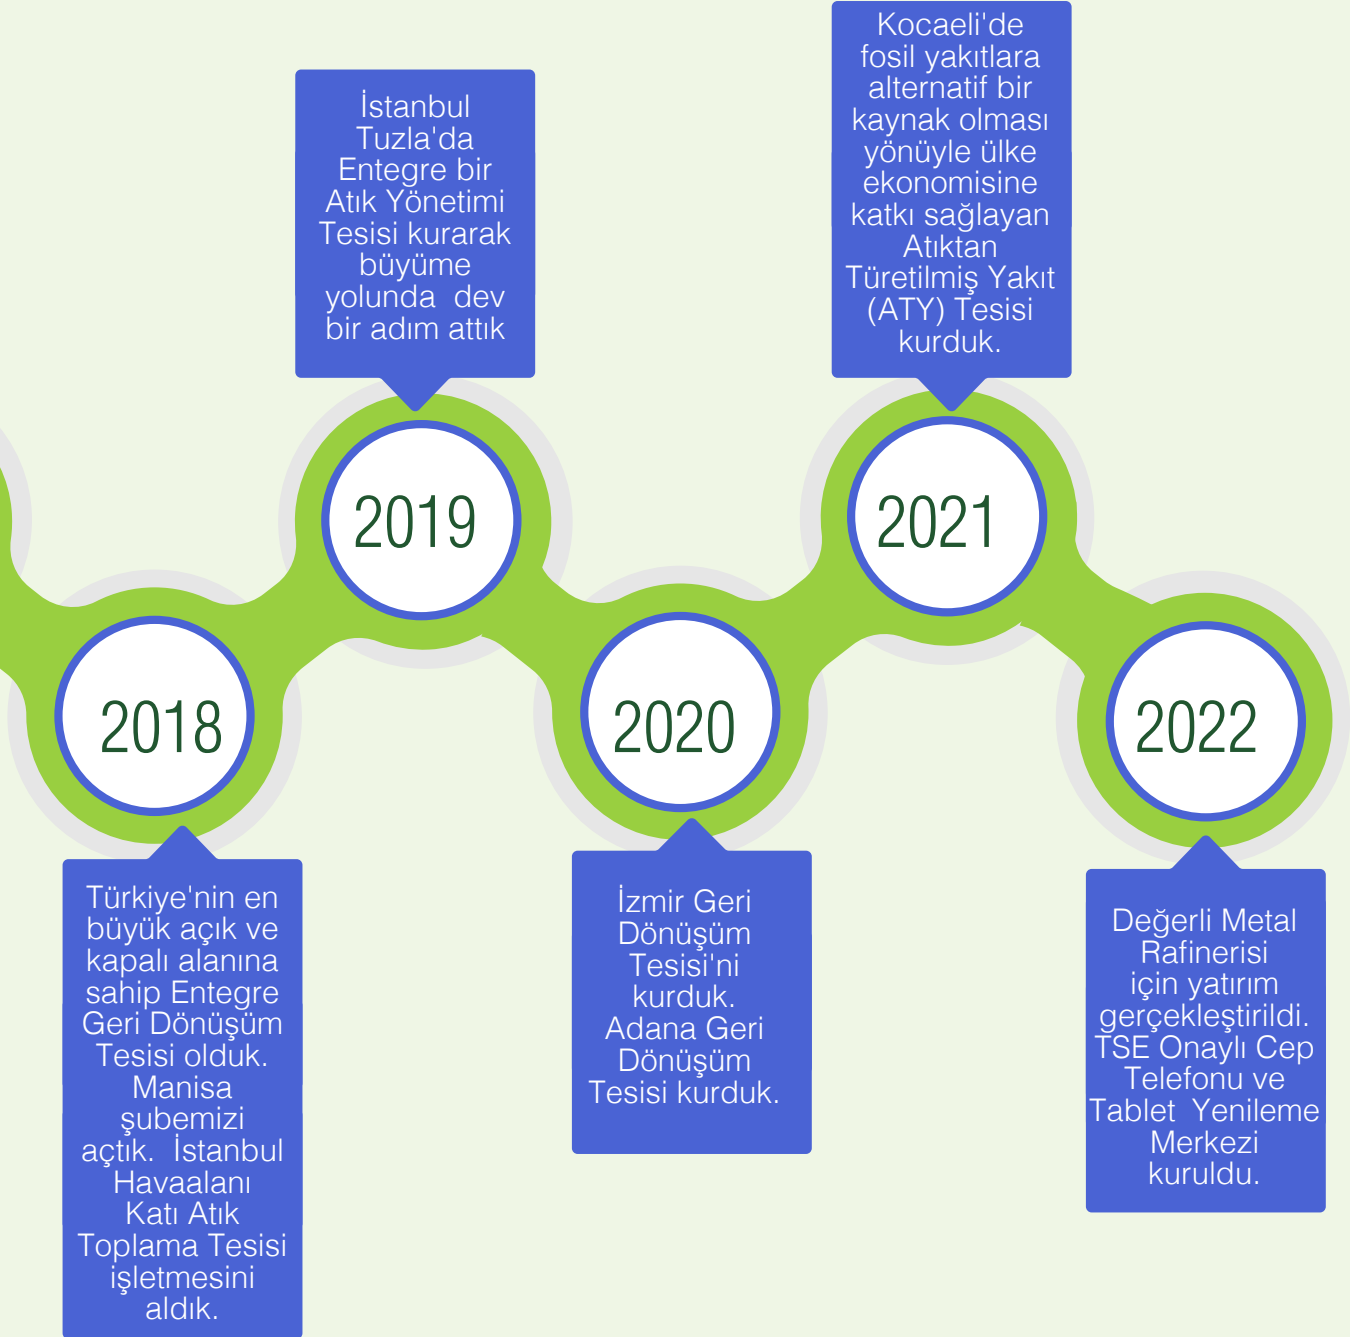 2018
Türkiye'nin en
büyük açık ve
kapalı alanına
sahip Entegre
Geri Dönüşüm
Tesisi olduk.
Manisa
şubemizi
açtık. İstanbul
Havaalanı
Katı Atık
Toplama Tesisi
işletmesini
aldık.
İstanbul
Tuzla'da
Entegre bir
Atık Yönetimi
Tesisi kurarak
büyüme
yolunda dev
bir adım attık
2019
2020
İzmir Geri
Dönüşüm
Tesisi'ni
kurduk.
Adana Geri
Dönüşüm
Tesisi kurduk.
Kocaeli'de
fosil yakıtlara
alternatif bir
kaynak olması
yönüyle ülke
ekonomisine
katkı sağlayan
Atıktan
Türetilmiş Yakıt
(ATY) Tesisi
kurduk.
2021
2022
Değerli Metal
Rafinerisi
için yatırım
gerçekleştirildi.
TSE Onaylı Cep
Telefonu ve
Tablet Yenileme
Merkezi
kuruldu.